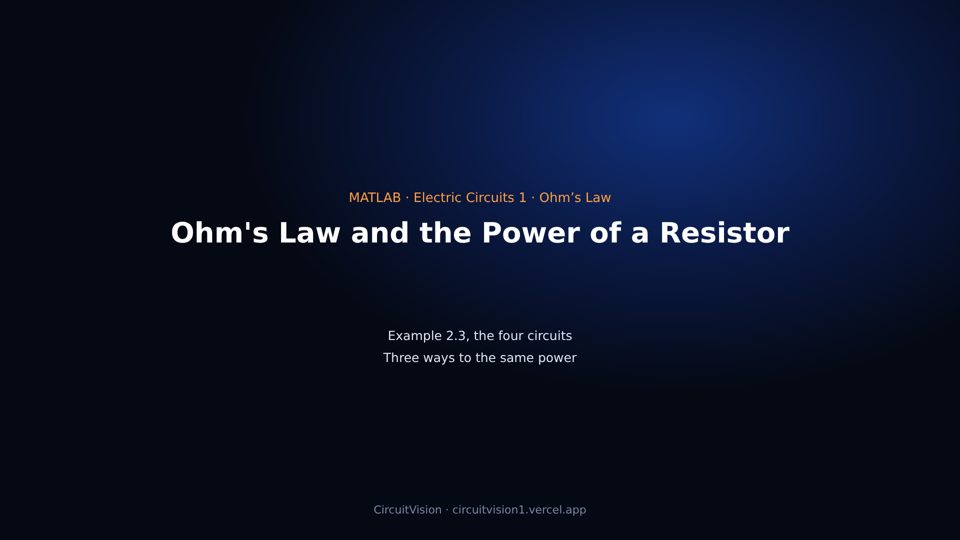 MATLAB · Electric Circuits 1 · Ohm’s Law
Ohm's Law and the Power of a Resistor
Example 2.3, the four circuits
Three ways to the same power
CircuitVision · circuitvision1.vercel.app